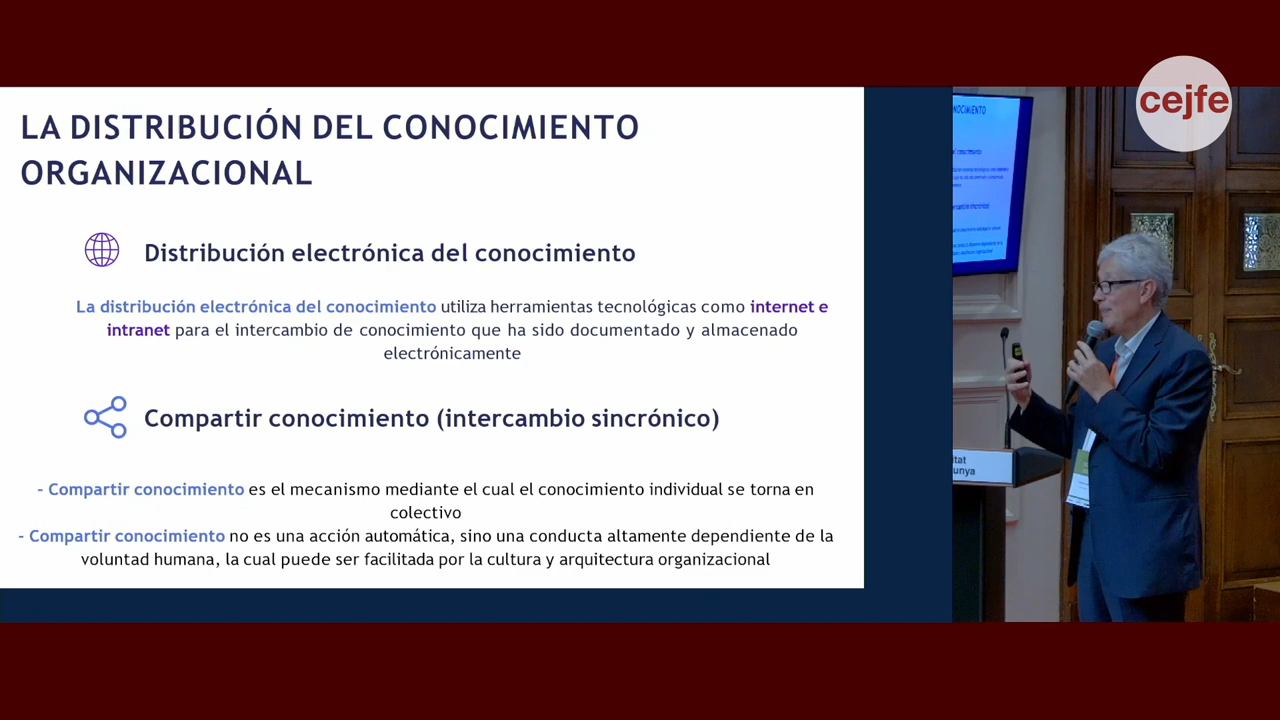 cejfe
LA DISTRIBUCIÓN DEL CONOCIMIENTO
ORGANIZACIONAL
Distribución electrónica del conocimiento
La distribución electrónica del conocimiento utiliza herramientas tecnológicas como internet e
intranet para el intercambio de conocimiento que ha sido documentado y almacenado
electrónicamente
Compartir conocimiento (intercambio sincrónico)
- Compartir conocimiento es el mecanismo mediante el cual el conocimiento individual se torna en
colectivo
- Compartir conocimiento no es una acción automática, sino una conducta altamente dependiente de la
voluntad humana, la cual puede ser facilitada por la cultura y arquitectura organizacional
tat
unya